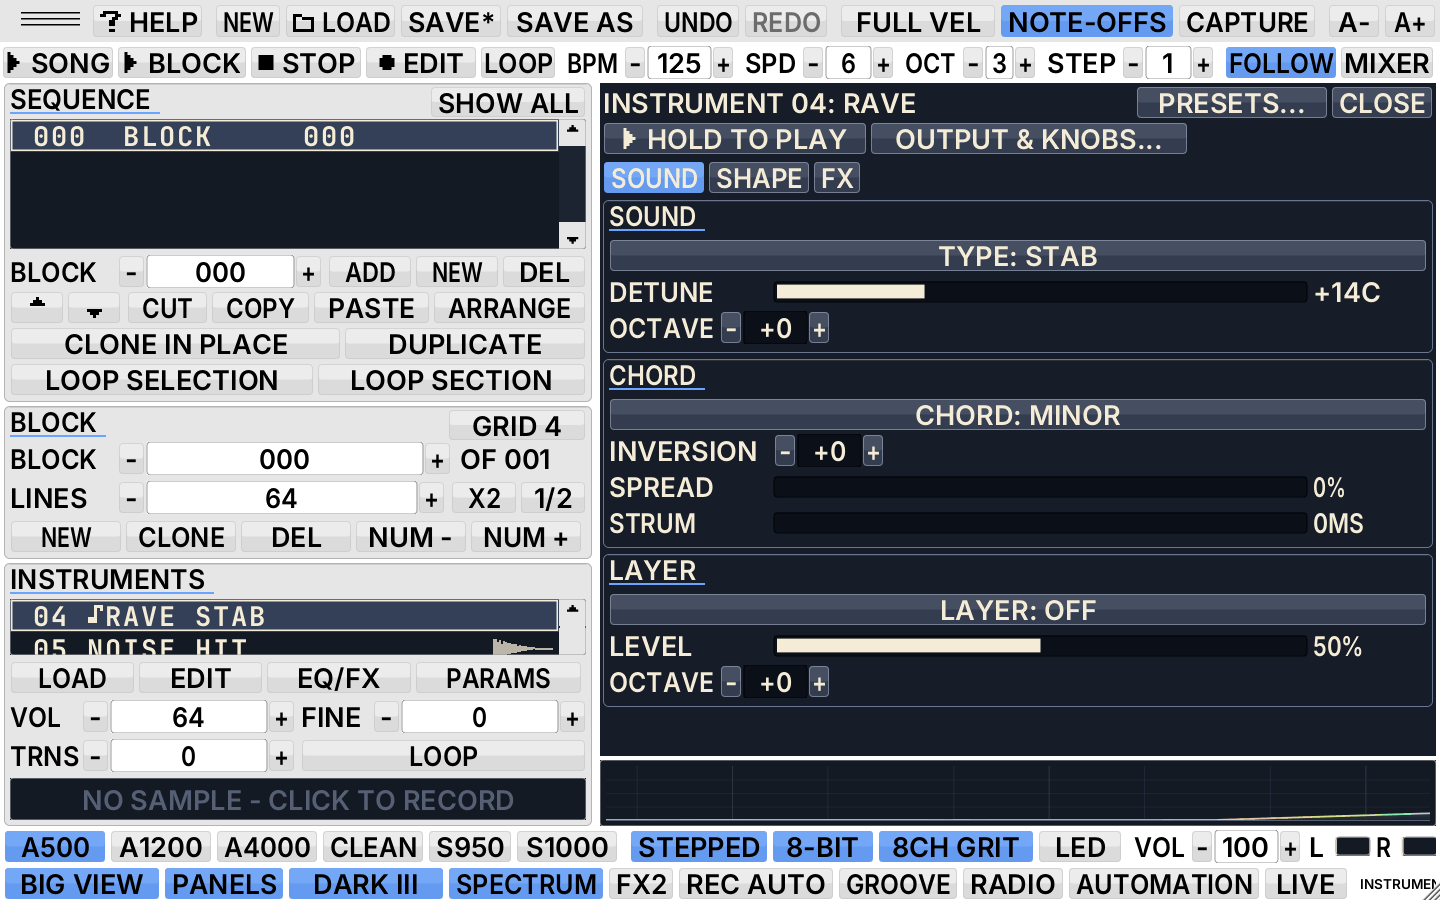 ? HELP NEW LOAD SAVE* SAVE AS UNDO REDO FULL VEL NOTE-OFFS CAPTURE A- A+
SONG BLOCK STOP EDIT LOOP BPM - 125 + SPD - 6 + OCT - 3 + STEP - 1 + FOLLOW MIXER
SEQUENCE SHOW ALL
000 BLOCK 000
BLOCK - 000 + ADD NEW DEL
CUT COPY PASTE ARRANGE
CLONE IN PLACE DUPLICATE
LOOP SELECTION LOOP SECTION
BLOCK GRID 4
BLOCK - 000 + OF 001
LINES - 64 + X2 1/2
NEW CLONE DEL NUM - NUM +
INSTRUMENTS
04 RAVE STAB
05 NOISE HIT
LOAD EDIT EQ/FX PARAMS
VOL - 64 + FINE - 0 +
TRNS - 0 + LOOP
NO SAMPLE - CLICK TO RECORD
INSTRUMENT 04: RAVE PRESETS... CLOSE
HOLD TO PLAY OUTPUT & KNOBS...
SOUND SHAPE FX
SOUND
TYPE: STAB
DETUNE +14C
OCTAVE - +0 +
CHORD
CHORD: MINOR
INVERSION - +0 +
SPREAD 0%
STRUM 0MS
LAYER
LAYER: OFF
LEVEL 50%
OCTAVE - +0 +
A500 A1200 A4000 CLEAN S950 S1000 STEPPED 8-BIT 8CH GRIT LED VOL - 100 + L R
BIG VIEW PANELS DARK III SPECTRUM FX2 REC AUTO GROOVE RADIO AUTOMATION LIVE INSTRUMEN